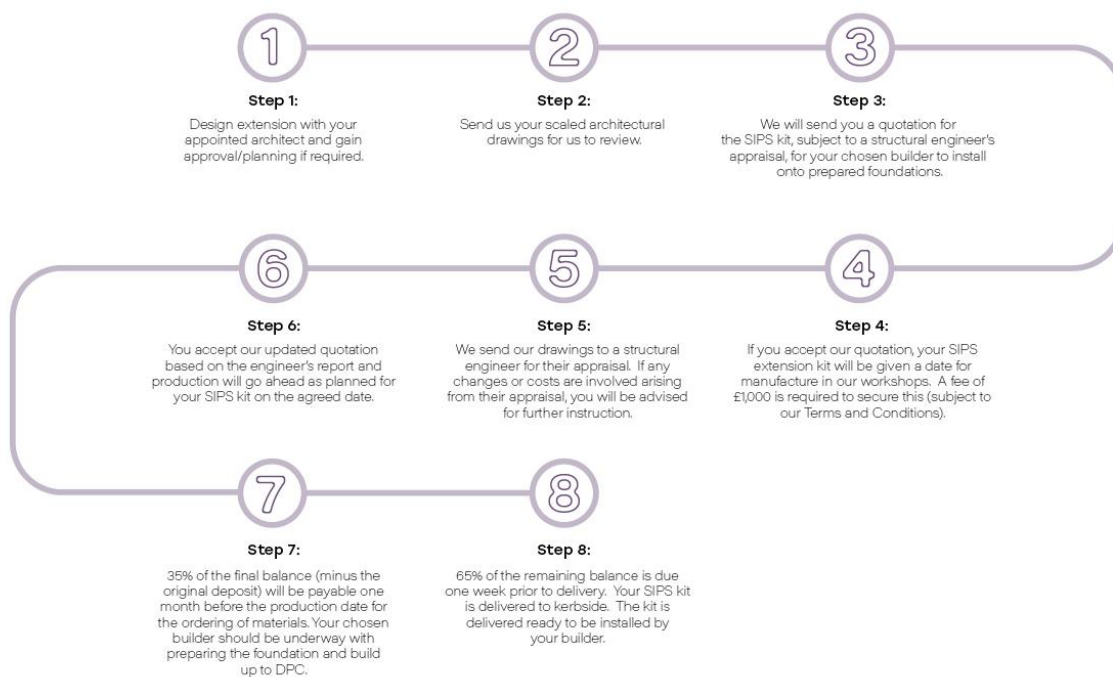 1
Step 1:
Design extension with your
appointed architect and gain
approval/planning if required.
2
Step 2:
Send us your scaled architectural
drawings for us to review.
3
Step 3:
We will send you a quotation for
the SIPS kit, subject to a structural engineer's
appraisal, for your chosen builder to install
onto prepared foundations.
4
Step 4:
If you accept our quotation, your SIPS
extension kit will be given a date for
manufacture in our workshops. A fee of
£1,000 is required to secure this (subject to
our Terms and Conditions).
5
Step 5:
We send our drawings to a structural
engineer for their appraisal. If any
changes or costs are involved arising
from their appraisal, you will be advised
for further instruction.
6
Step 6:
You accept our updated quotation
based on the engineer's report and
production will go ahead as planned for
your SIPS kit on the agreed date.
7
Step 7:
35% of the final balance (minus the
original deposit) will be payable one
month before the production date for
the ordering of materials. Your chosen
builder should be underway with
preparing the foundation and build
up to DPC.
8
Step 8:
65% of the remaining balance is due
one week prior to delivery. Your SIPS kit
is delivered to kerbside. The kit is
delivered ready to be installed by
your builder.